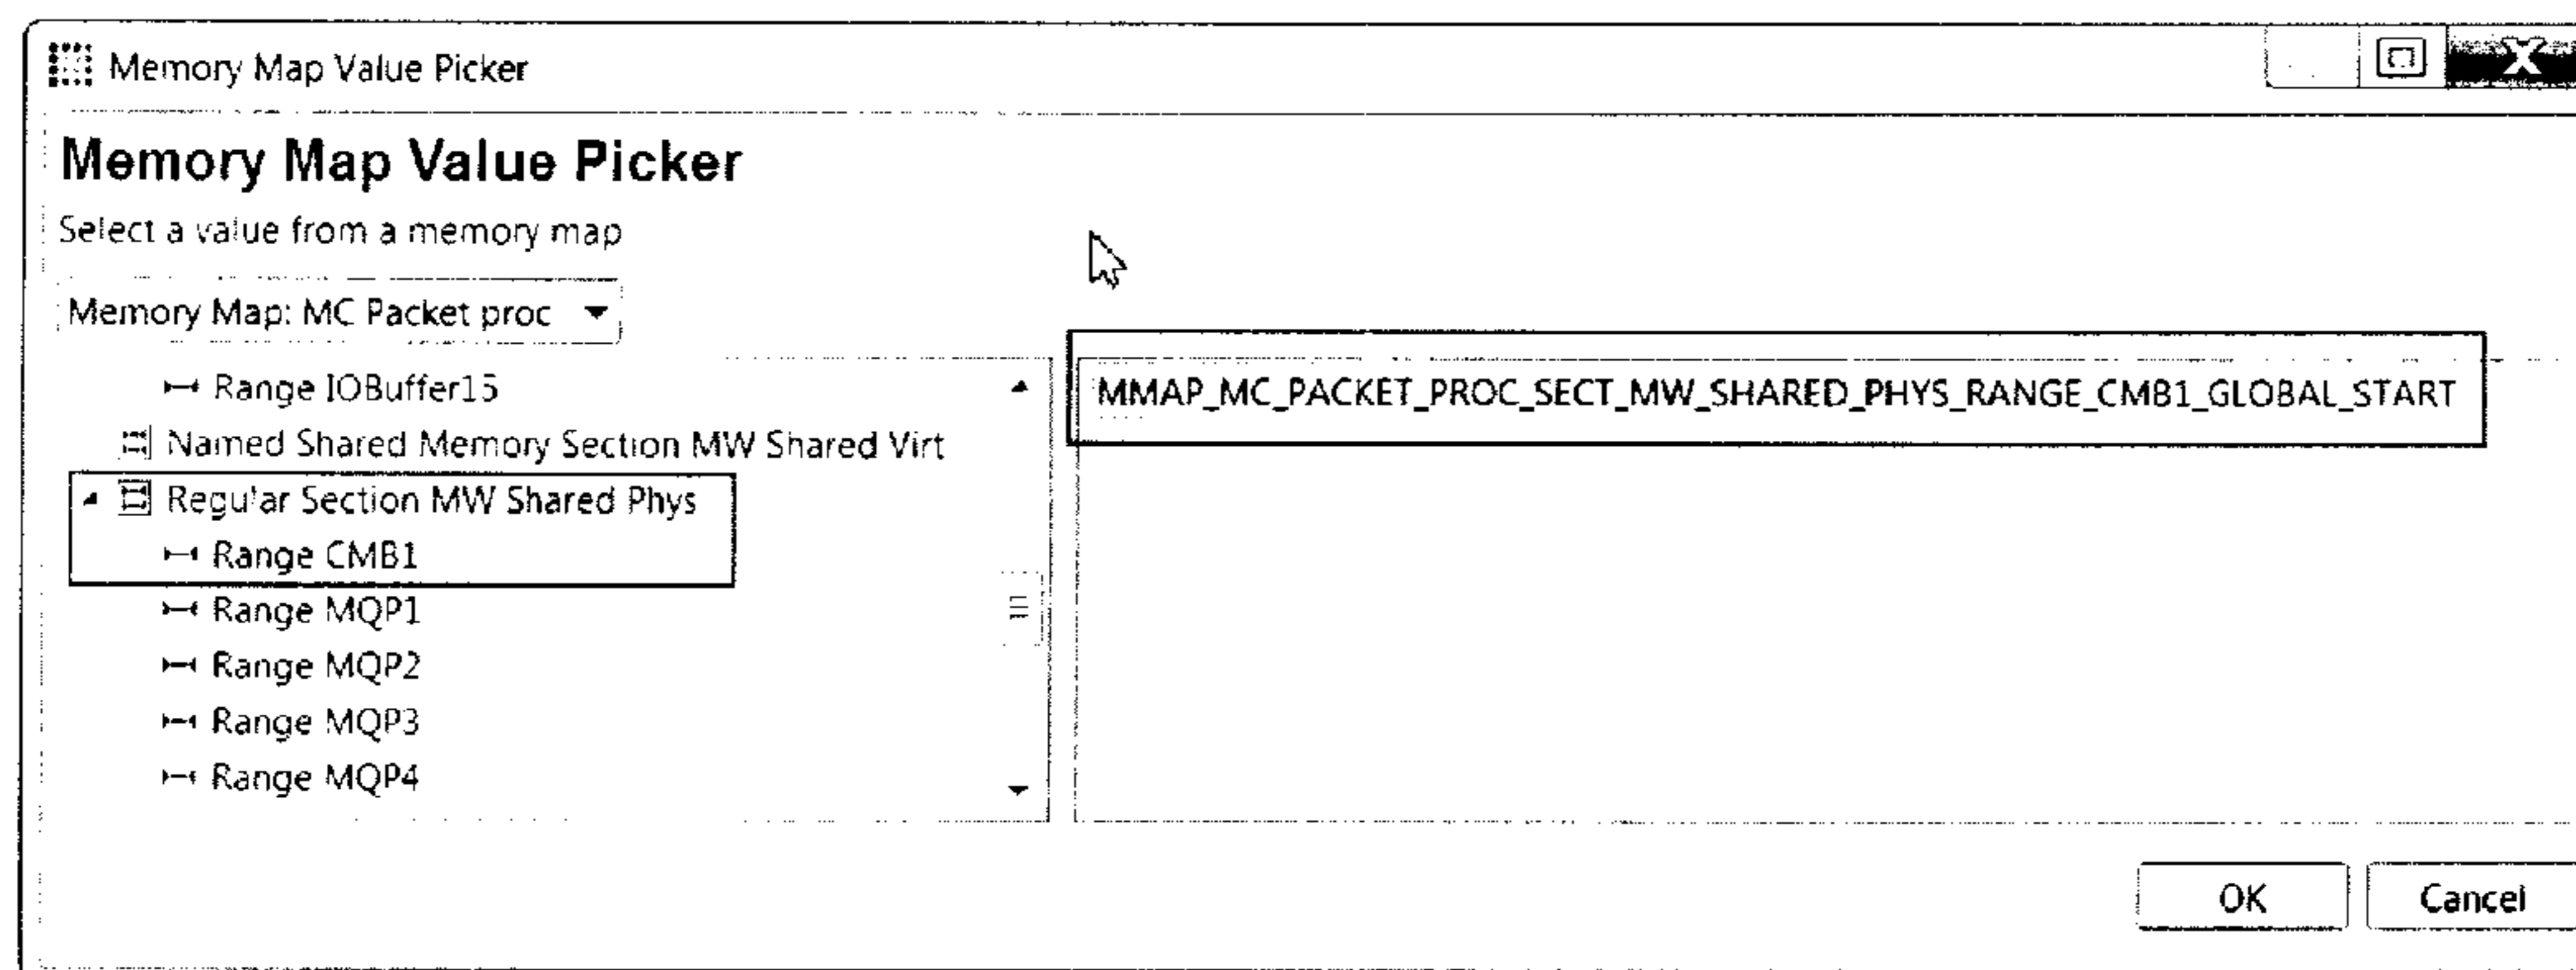 Memory Map Value Picker
Memory Map Value Picker
Select a value from a memory map
Memory Map: MC Packet proc
Range IOBuffer15
Named Shared Memory Section MW Shared Virt
Regular Section MW Shared Phys
Range CMB1
Range MQP1
Range MQP2
Range MQP3
Range MQP4
MMAP_MC_PACKET_PROC_SECT_MW_SHARED_PHYS_RANGE_CMB1_GLOBAL_START
OK
Cancel